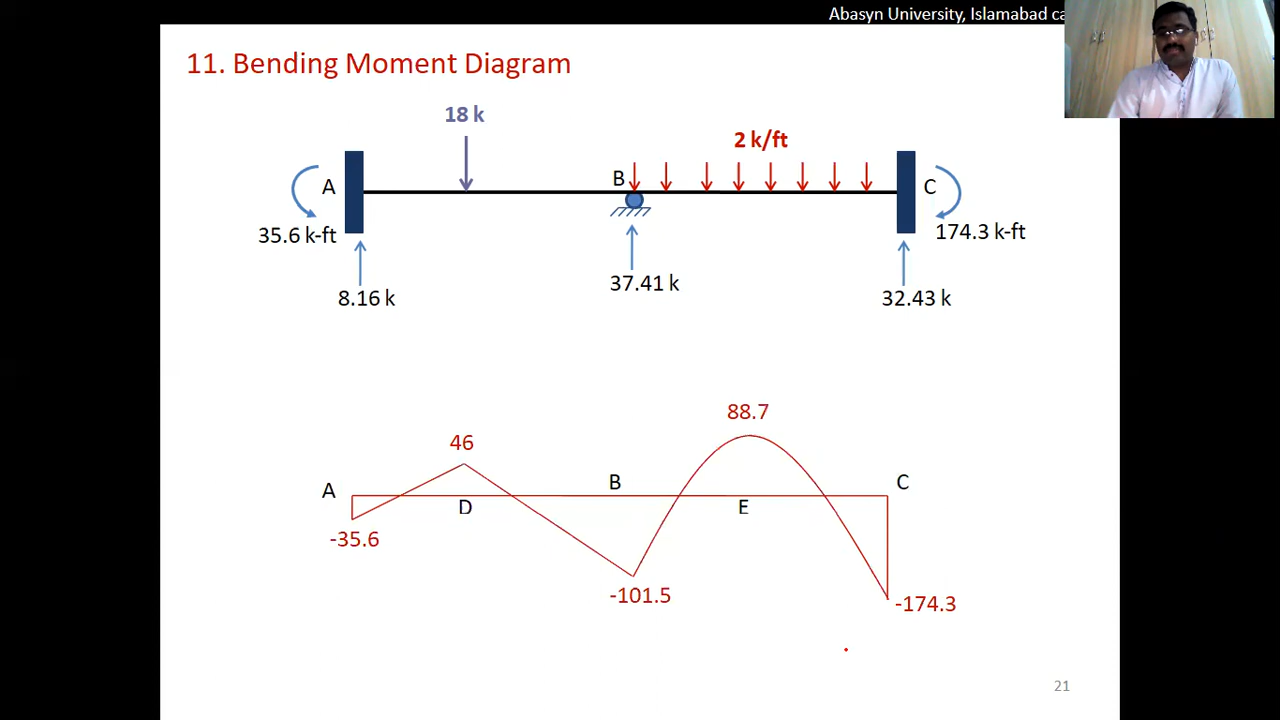 Abasyn University, Islamabad ca
11. Bending Moment Diagram
18 k
2 k/ft
B
A
C
35.6 k-ft
174.3 k-ft
37.41 k
8.16 k
32.43 k
88.7
46
A
B
C
D
E
-35.6
-101.5
-174.3
21